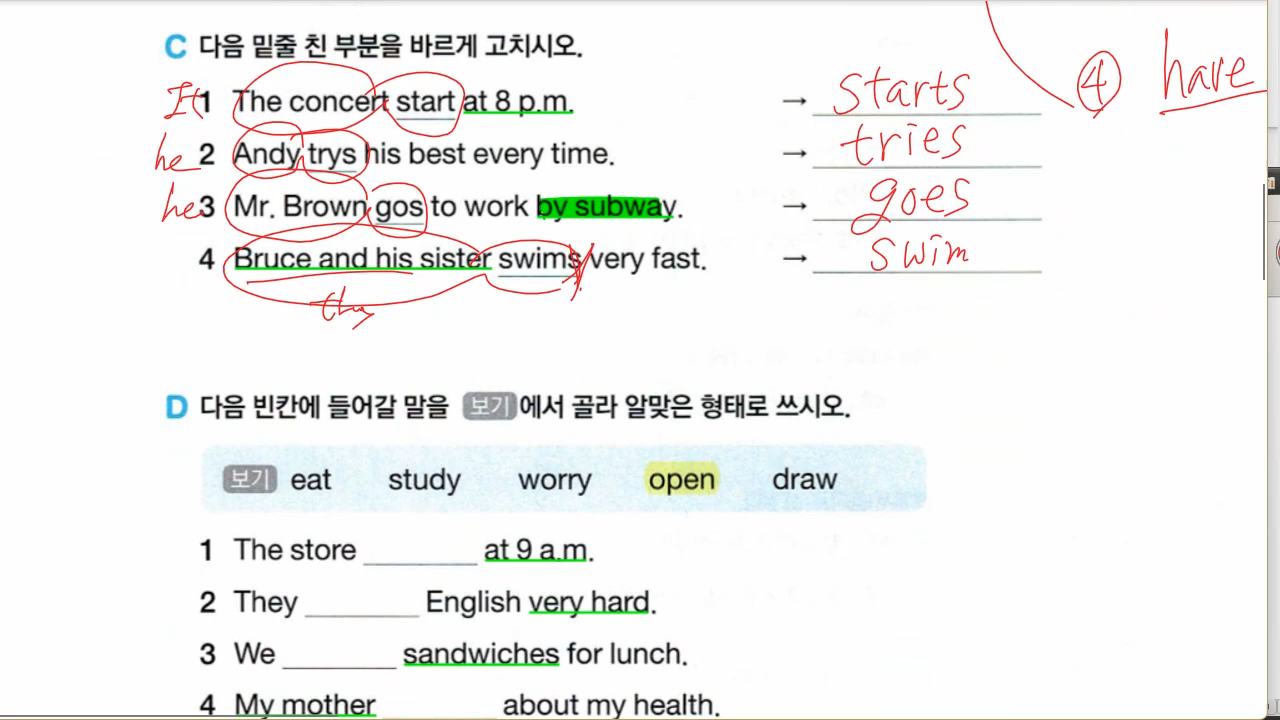 ④ have
C 다음 밑줄 친 부분을 바르게 고치시오.
It 1 The concert start at 8 p.m. → starts
he 2 Andy trys his best every time. → tries
he 3 Mr. Brown gos to work by subway. → goes
4 Bruce and his sister swims very fast. → swim
they
D 다음 빈칸에 들어갈 말을 보기 에서 골라 알맞은 형태로 쓰시오.
보기 eat study worry open draw
1 The store ________ at 9 a.m.
2 They ________ English very hard.
3 We ________ sandwiches for lunch.
4 My mother ________ about my health.